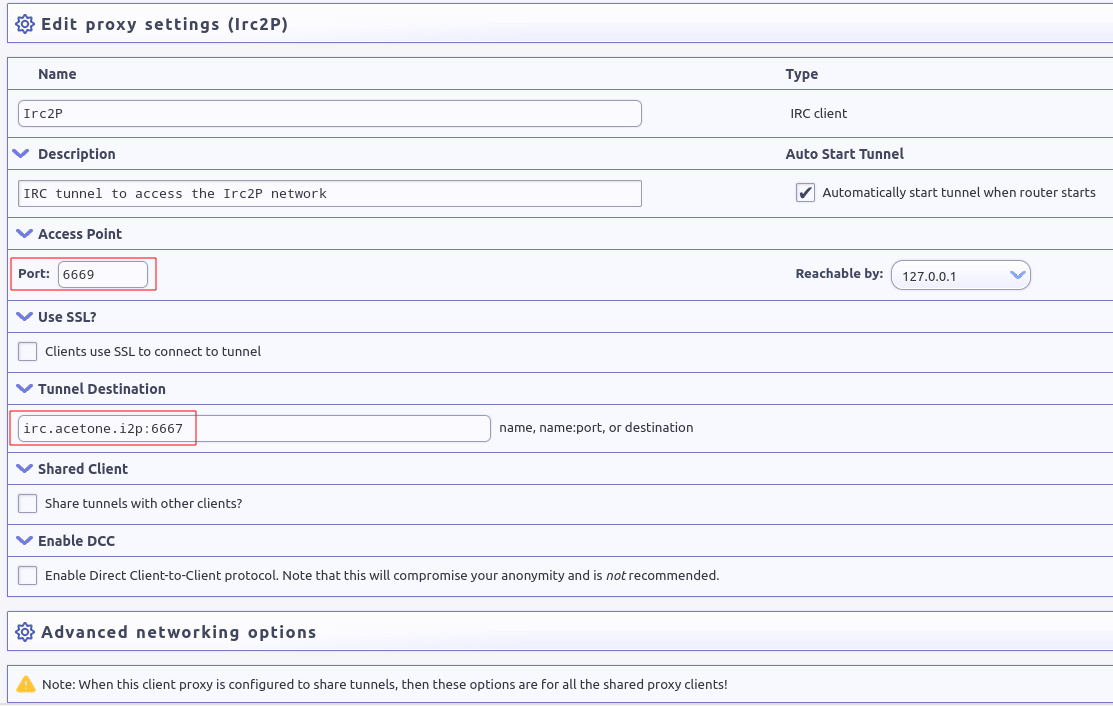 Edit proxy settings (Irc2P)
Name Type
Irc2P IRC client
Description Auto Start Tunnel
IRC tunnel to access the Irc2P network Automatically start tunnel when router starts
Access Point
Port: 6669 Reachable by: 127.0.0.1
Use SSL?
Clients use SSL to connect to tunnel
Tunnel Destination
irc.acetone.i2p:6667 name, name:port, or destination
Shared Client
Share tunnels with other clients?
Enable DCC
Enable Direct Client-to-Client protocol. Note that this will compromise your anonymity and is not recommended.
Advanced networking options
Note: When this client proxy is configured to share tunnels, then these options are for all the shared proxy clients!